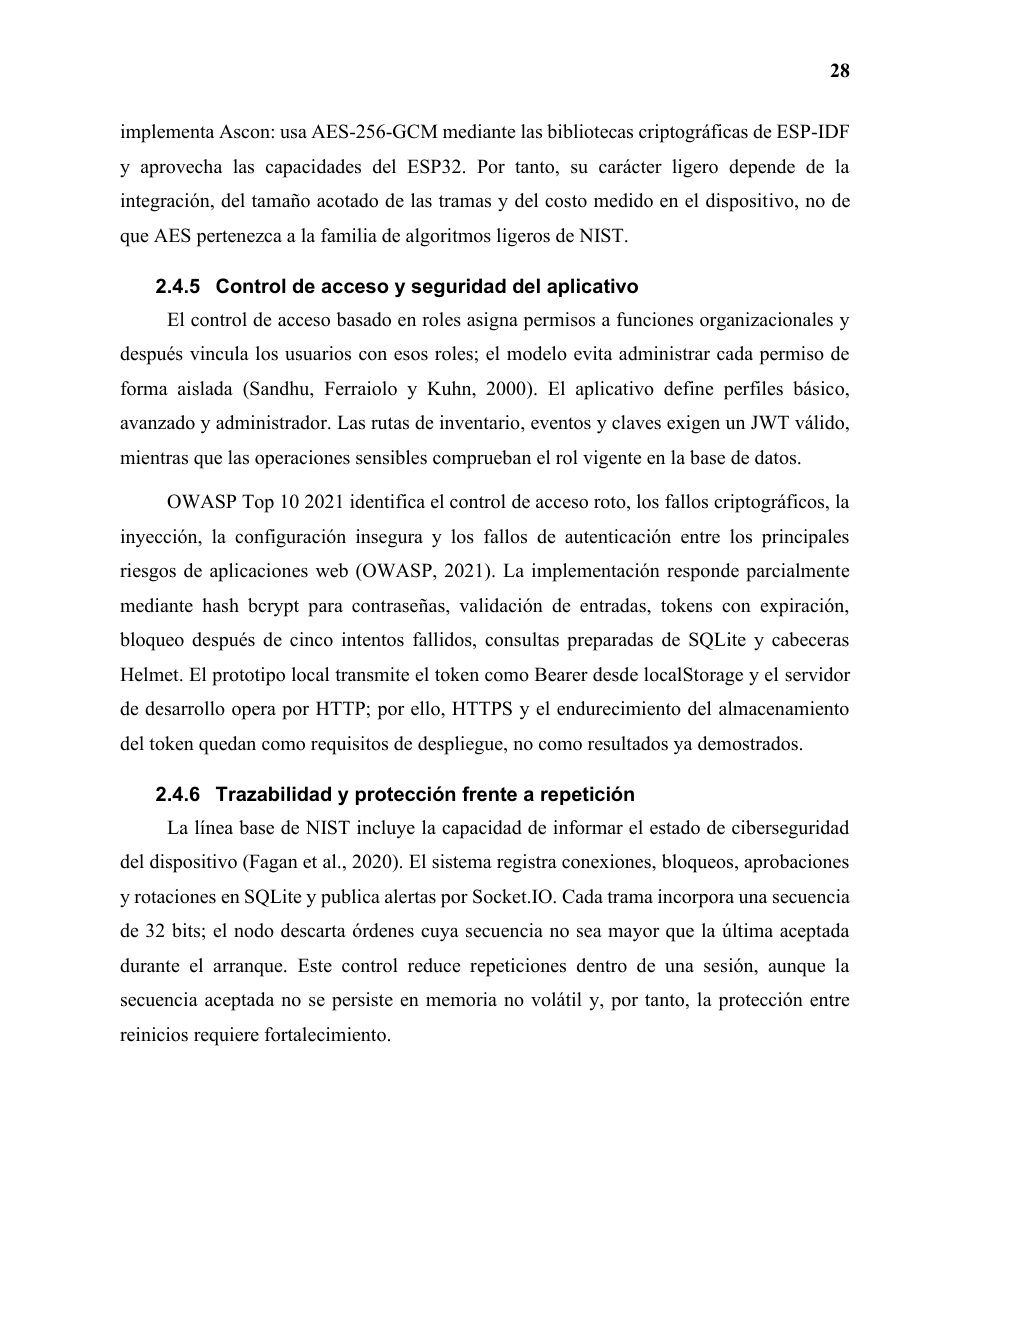 28
implementa Ascon: usa AES-256-GCM mediante las bibliotecas criptográficas de ESP-IDF
y aprovecha las capacidades del ESP32. Por tanto, su carácter ligero depende de la
integración, del tamaño acotado de las tramas y del costo medido en el dispositivo, no de
que AES pertenezca a la familia de algoritmos ligeros de NIST.
2.4.5 Control de acceso y seguridad del aplicativo
El control de acceso basado en roles asigna permisos a funciones organizacionales y
después vincula los usuarios con esos roles; el modelo evita administrar cada permiso de
forma aislada (Sandhu, Ferraiolo y Kuhn, 2000). El aplicativo define perfiles básico,
avanzado y administrador. Las rutas de inventario, eventos y claves exigen un JWT válido,
mientras que las operaciones sensibles comprueban el rol vigente en la base de datos.
OWASP Top 10 2021 identifica el control de acceso roto, los fallos criptográficos, la
inyección, la configuración insegura y los fallos de autenticación entre los principales
riesgos de aplicaciones web (OWASP, 2021). La implementación responde parcialmente
mediante hash bcrypt para contraseñas, validación de entradas, tokens con expiración,
bloqueo después de cinco intentos fallidos, consultas preparadas de SQLite y cabeceras
Helmet. El prototipo local transmite el token como Bearer desde localStorage y el servidor
de desarrollo opera por HTTP; por ello, HTTPS y el endurecimiento del almacenamiento
del token quedan como requisitos de despliegue, no como resultados ya demostrados.
2.4.6 Trazabilidad y protección frente a repetición
La línea base de NIST incluye la capacidad de informar el estado de ciberseguridad
del dispositivo (Fagan et al., 2020). El sistema registra conexiones, bloqueos, aprobaciones
y rotaciones en SQLite y publica alertas por Socket.IO. Cada trama incorpora una secuencia
de 32 bits; el nodo descarta órdenes cuya secuencia no sea mayor que la última aceptada
durante el arranque. Este control reduce repeticiones dentro de una sesión, aunque la
secuencia aceptada no se persiste en memoria no volátil y, por tanto, la protección entre
reinicios requiere fortalecimiento.